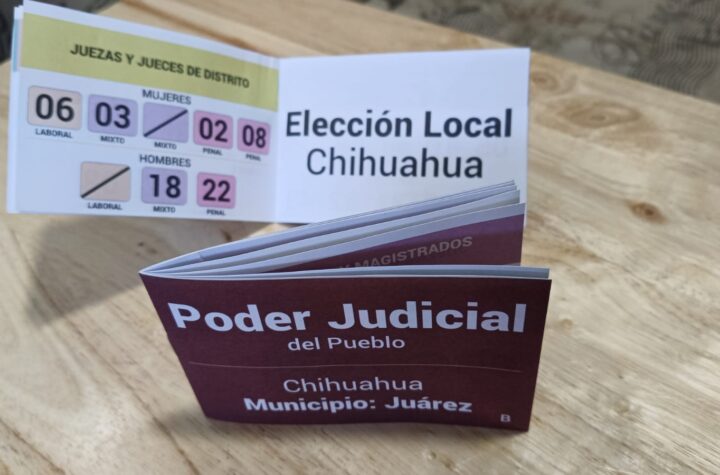 JUEZAS Y JUECES DE DISTRITO
MUJERES
06 03 02 08
LABORAL MIXTO MIXTO PENAL PENAL
HOMBRES
18 22
LABORAL MIXTO PENAL
Elección Local
Chihuahua
Y MAGISTRADOS
Poder Judicial
del Pueblo
Chihuahua
Municipio: Juárez
B